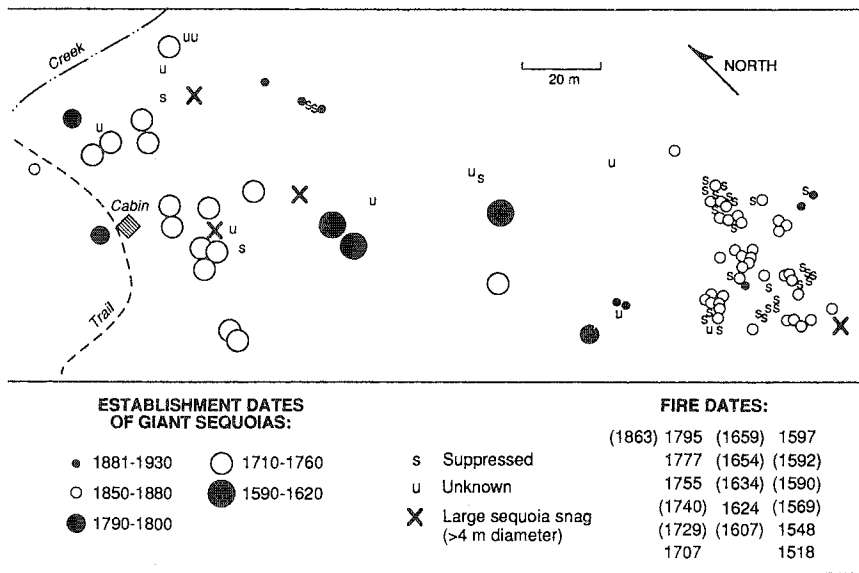 Creek
uu
u
s
NORTH
20 m
ss
u
u
s
u
Cabin
u
u
s
s
s
s
s
s
s
s
s
s
s
Trail
u
s
s
s
s
s
s
s
s
s
s
s
s
u s
ESTABLISHMENT DATES
OF GIANT SEQUOIAS:
1881-1930
1850-1880
1790-1800
1710-1760
1590-1620
s Suppressed
u Unknown
Large sequoia snag
(>4 m diameter)
FIRE DATES:
(1863) 1795 (1659) 1597
1777 (1654) (1592)
1755 (1634) (1590)
(1740) 1624 (1569)
(1729) (1607) 1548
1707 1518